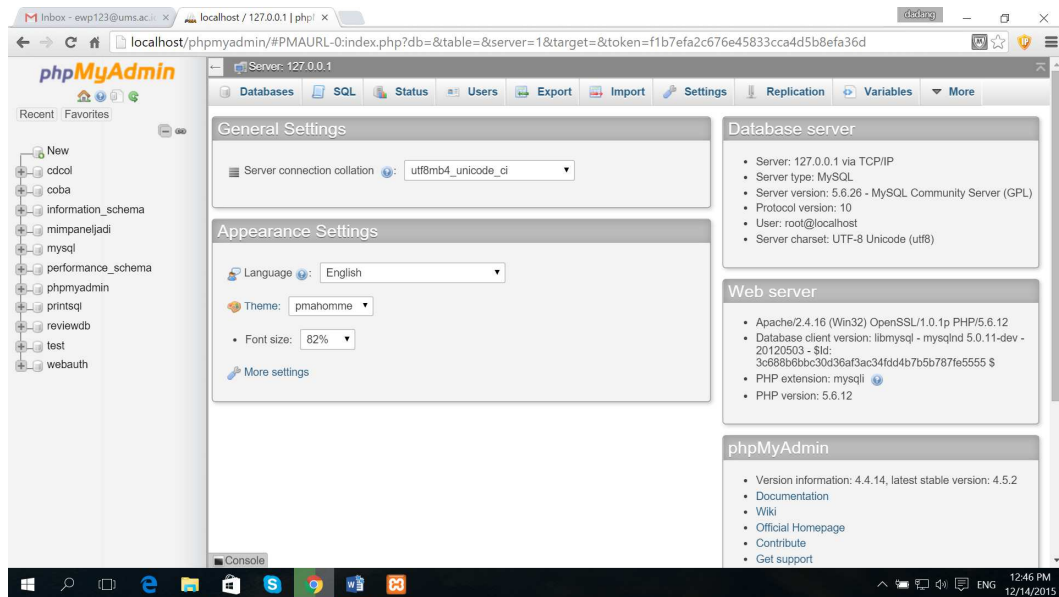 Inbox - ewp123@ums.ac.i
localhost / 127.0.0.1 | php
dadang
localhost/phpmyadmin/#PMAURL-0:index.php?db=&table=&server=1&target=&token=f1b7efa2c676e45833cca4d5b8efa36d
phpMyAdmin
Recent Favorites
New
cdcol
coba
information_schema
mimpaneljadi
mysql
performance_schema
phpmyadmin
printsql
reviewdb
test
webauth
Server: 127.0.0.1
Databases SQL Status Users Export Import Settings Replication Variables More
General Settings
Server connection collation : utf8mb4_unicode_ci
Appearance Settings
Language : English
Theme: pmahomme
Font size: 82%
More settings
Database server
Server: 127.0.0.1 via TCP/IP
Server type: MySQL
Server version: 5.6.26 - MySQL Community Server (GPL)
Protocol version: 10
User: root@localhost
Server charset: UTF-8 Unicode (utf8)
Web server
Apache/2.4.16 (Win32) OpenSSL/1.0.1p PHP/5.6.12
Database client version: libmysql - mysqlnd 5.0.11-dev -
20120503 - $Id:
3c688b6bbc30d36af3ac34fdd4b7b5b787fe5555 $
PHP extension: mysqli
PHP version: 5.6.12
phpMyAdmin
Version information: 4.4.14, latest stable version: 4.5.2
Documentation
Wiki
Official Homepage
Contribute
Get support
Console
ENG
12:46 PM
12/14/2015